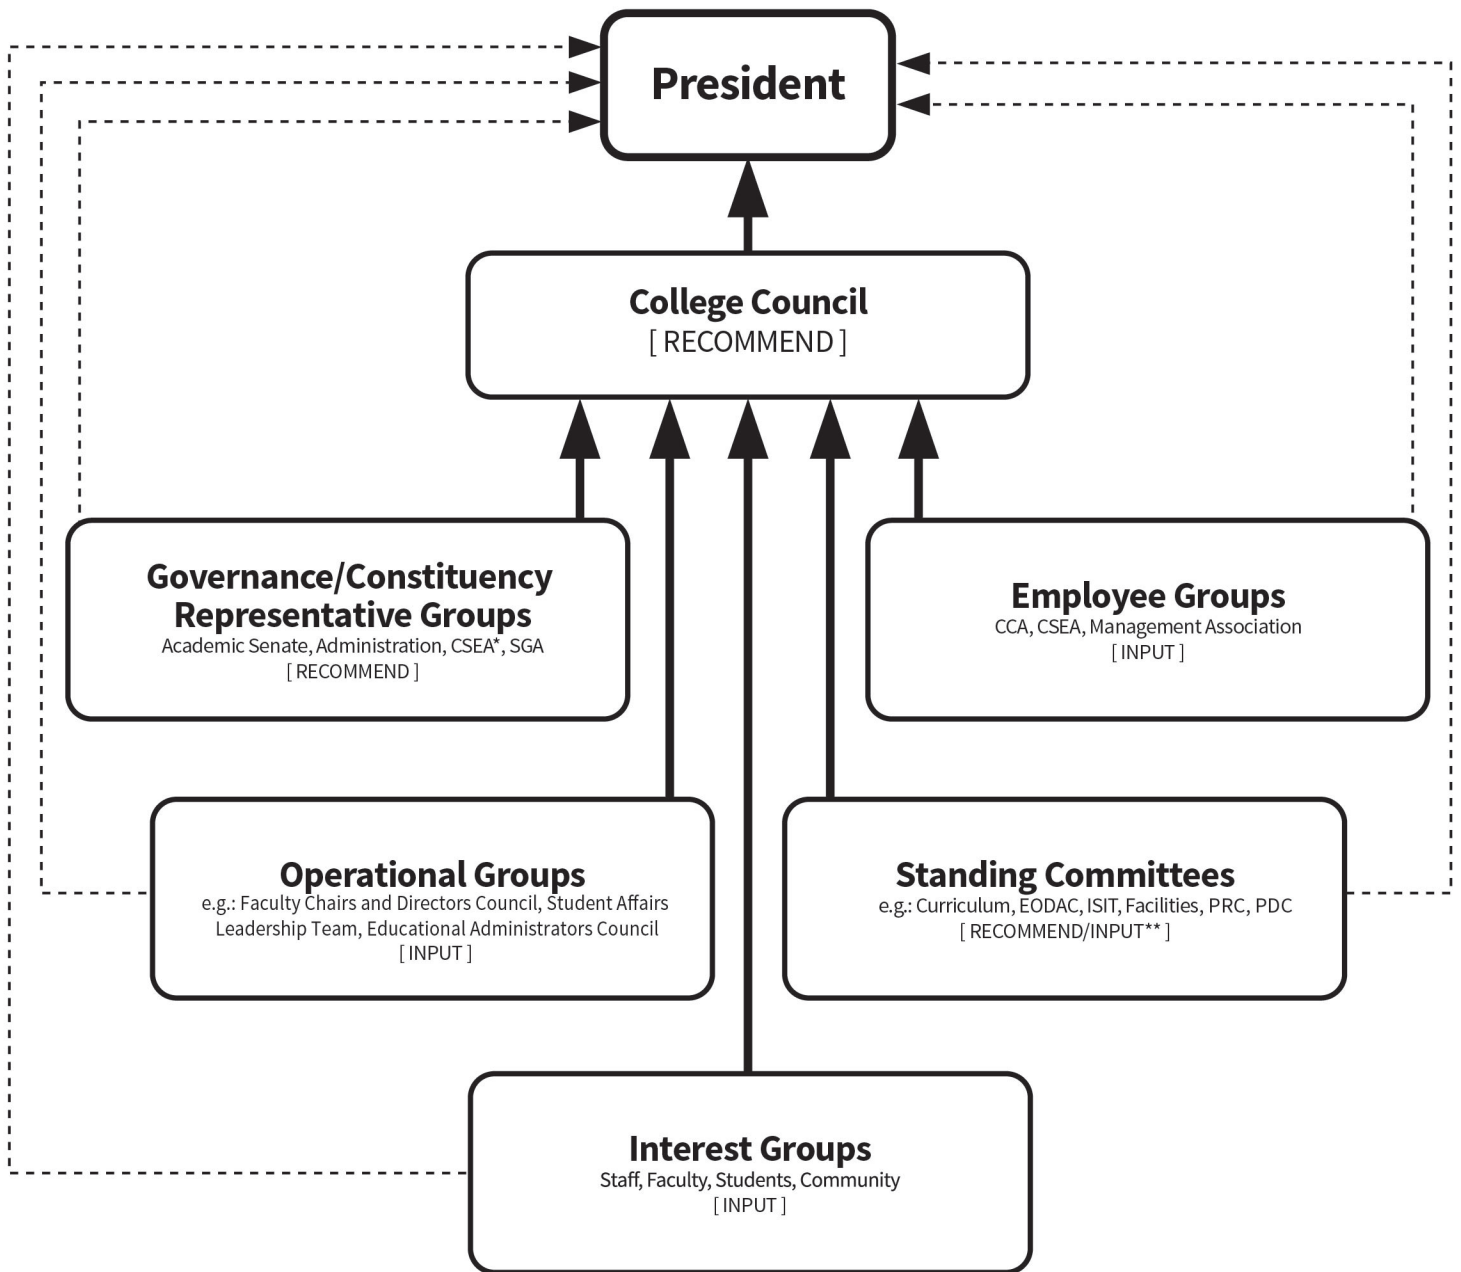 President
College Council
[ RECOMMEND ]
Governance/Constituency
Representative Groups
Academic Senate, Administration, CSEA*, SGA
[ RECOMMEND ]
Employee Groups
CCA, CSEA, Management Association
[ INPUT ]
Operational Groups
e.g.: Faculty Chairs and Directors Council, Student Affairs
Leadership Team, Educational Administrators Council
[ INPUT ]
Standing Committees
e.g.: Curriculum, EODAC, ISIT, Facilities, PRC, PDC
[ RECOMMEND/INPUT** ]
Interest Groups
Staff, Faculty, Students, Community
[ INPUT ]